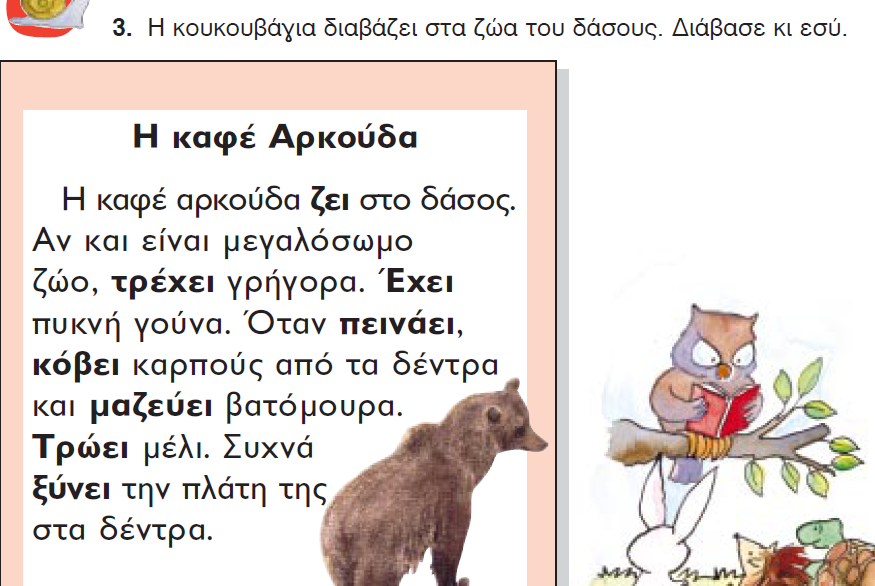 3. Η κουκουβάγια διαβάζει στα ζώα του δάσους. Διάβασε κι εσύ.
Η καφέ Αρκούδα
Η καφέ αρκούδα ζει στο δάσος.
Αν και είναι μεγαλόσωμο
ζώο, τρέχει γρήγορα. Έχει
πυκνή γούνα. Όταν πεινάει,
κόβει καρπούς από τα δέντρα
και μαζεύει βατόμουρα.
Τρώει μέλι. Συχνά
ξύνει την πλάτη της
στα δέντρα.